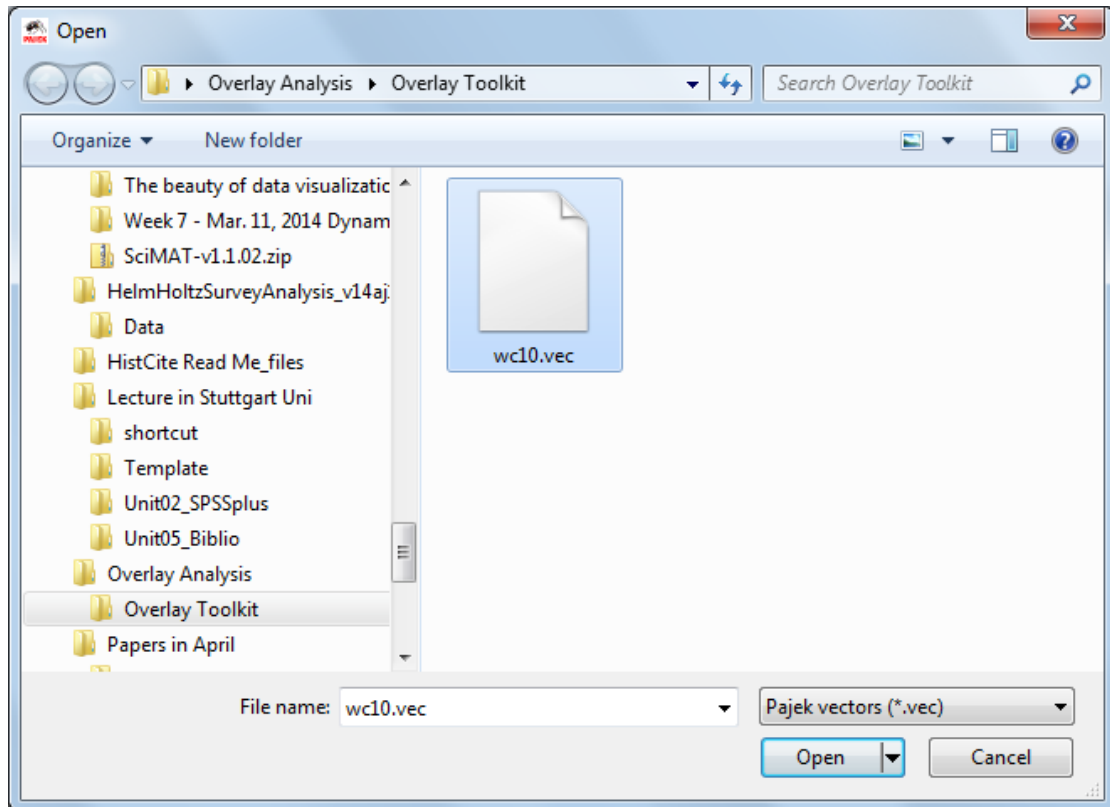 Open
Overlay Analysis Overlay Toolkit
Search Overlay Toolkit
Organize New folder
The beauty of data visualizatic
Week 7 - Mar. 11, 2014 Dynam
SciMAT-v1.1.02.zip
HelmHoltzSurveyAnalysis_v14aj
Data
HistCite Read Me_files
Lecture in Stuttgart Uni
shortcut
Template
Unit02_SPSSplus
Unit05_Biblio
Overlay Analysis
Overlay Toolkit
Papers in April
wc10.vec
File name: wc10.vec
Pajek vectors (*.vec)
Open Cancel